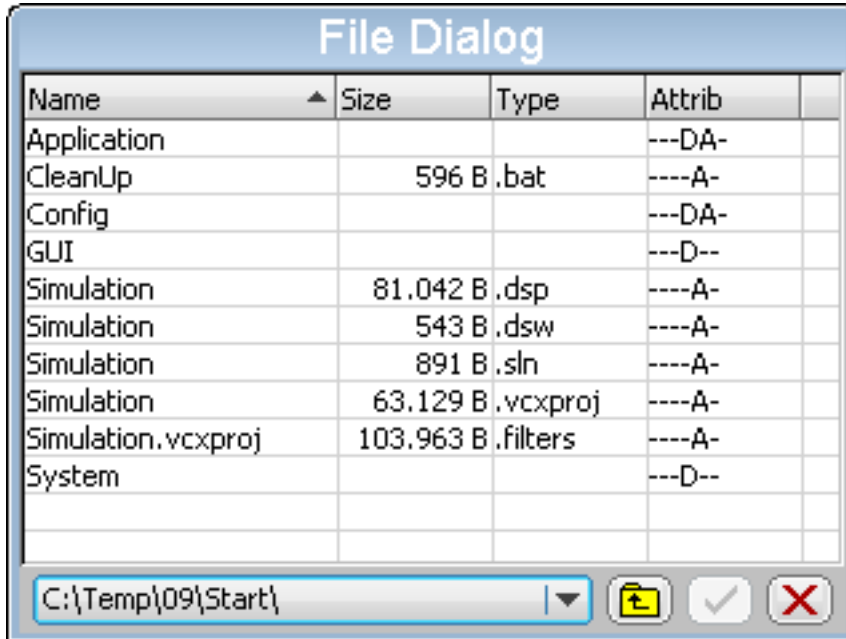 File Dialog
Name Size Type Attrib
Application ---DA-
CleanUp 596 B .bat ----A-
Config ---DA-
GUI ---D--
Simulation 81.042 B .dsp ----A-
Simulation 543 B .dsw ----A-
Simulation 891 B .sln ----A-
Simulation 63.129 B .vcxproj ----A-
Simulation.vcxproj 103.963 B .filters ----A-
System ---D--
C:\Temp\09\Start\